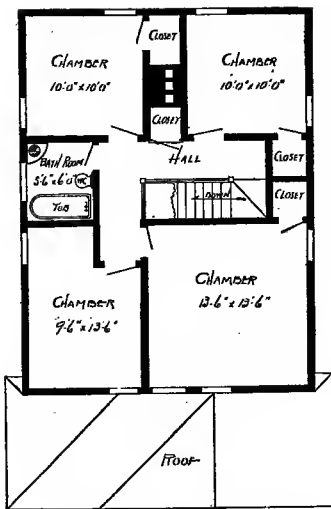 CHAMBER
10'0" x 10'0"
CLOSET
CHAMBER
10'0" x 10'0"
CLOSET
BATH ROOM
5'6" x 6'0"
WC
TUB
HALL
CLOSET
DOWN
CLOSET
CHAMBER
9'6" x 13'6"
CHAMBER
13'6" x 13'6"
ROOF